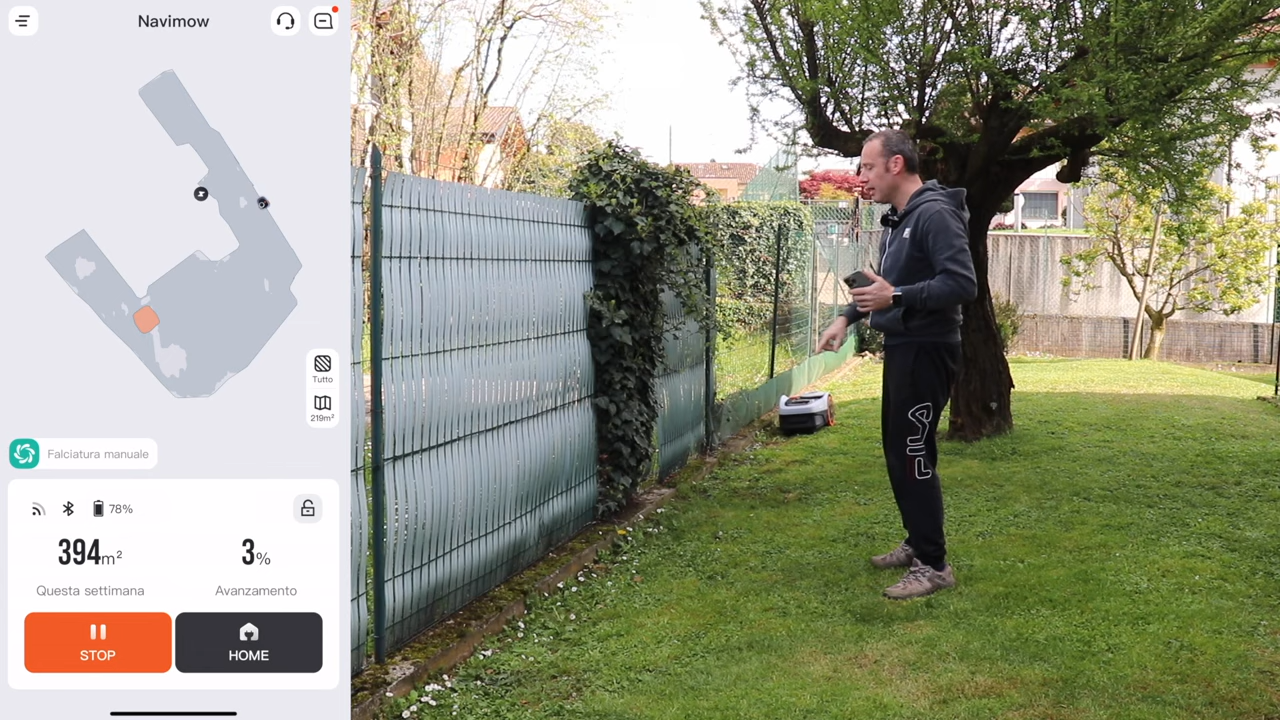 Navimow
Tutto
219m²
Falciatura manuale
78%
394m²
3%
Questa settimana
Avanzamento
STOP
HOME
FILA